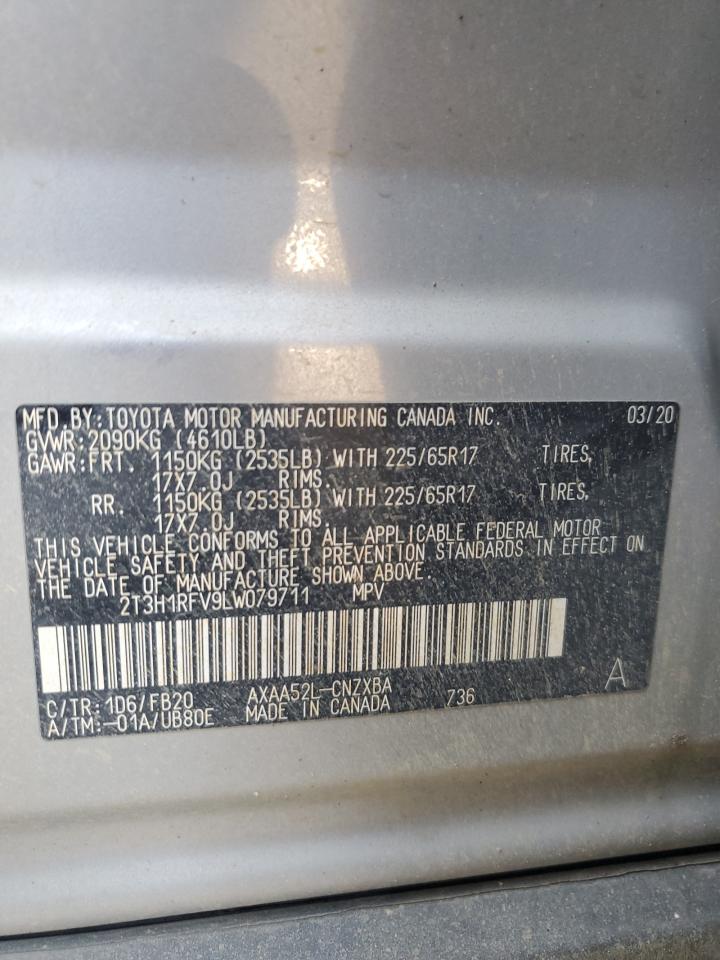 MFD.BY:TOYOTA MOTOR MANUFACTURING CANADA INC. 03/20
GVWR:2090KG (4610LB)
GAWR:FRT. 1150KG (2535LB) WITH 225/65R17 TIRES,
17X7.0J RIMS.
RR. 1150KG (2535LB) WITH 225/65R17 TIRES,
17X7.0J RIMS.
THIS VEHICLE CONFORMS TO ALL APPLICABLE FEDERAL MOTOR
VEHICLE SAFETY AND THEFT PREVENTION STANDARDS IN EFFECT ON
THE DATE OF MANUFACTURE SHOWN ABOVE.
2T3H1RFV9LW079711 MPV
A
C/TR: 1D6/FB20 AXAA52L-CNZXBA 736
A/TM:-01A/UB80E MADE IN CANADA